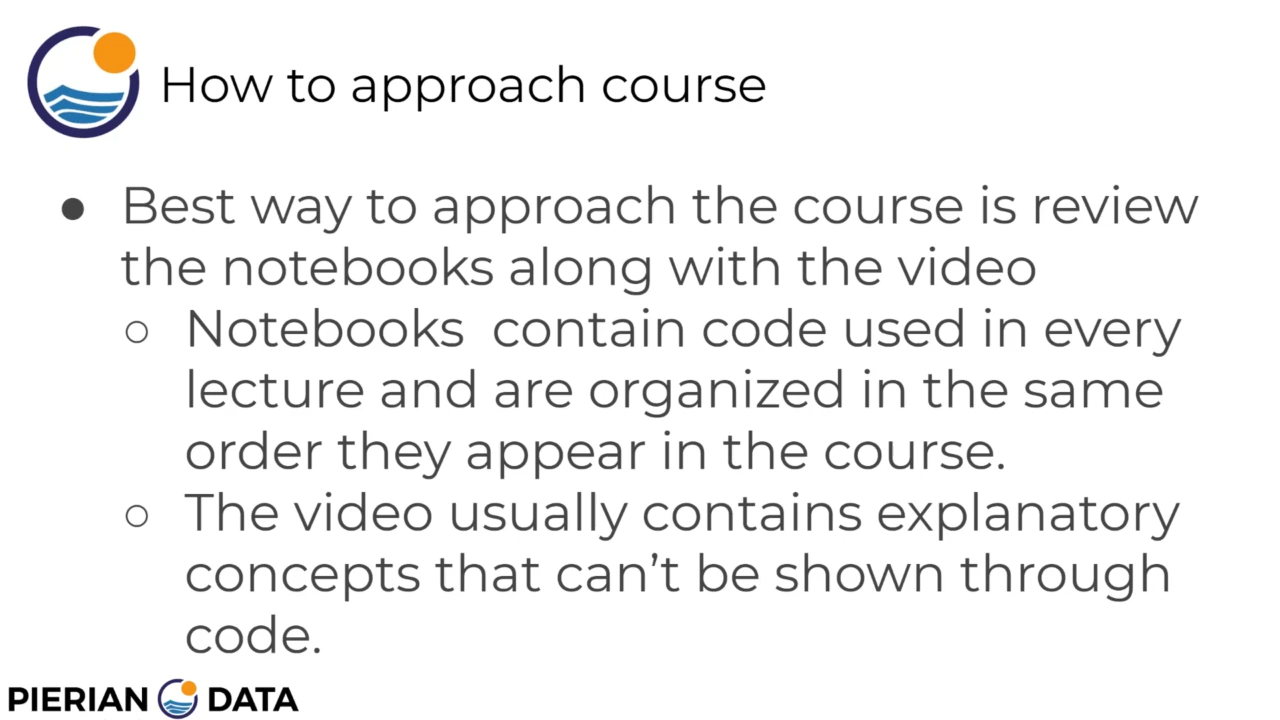 How to approach course
● Best way to approach the course is review
the notebooks along with the video
○ Notebooks  contain code used in every
lecture and are organized in the same
order they appear in the course.
○ The video usually contains explanatory
concepts that can’t be shown through
code.
PIERIAN DATA